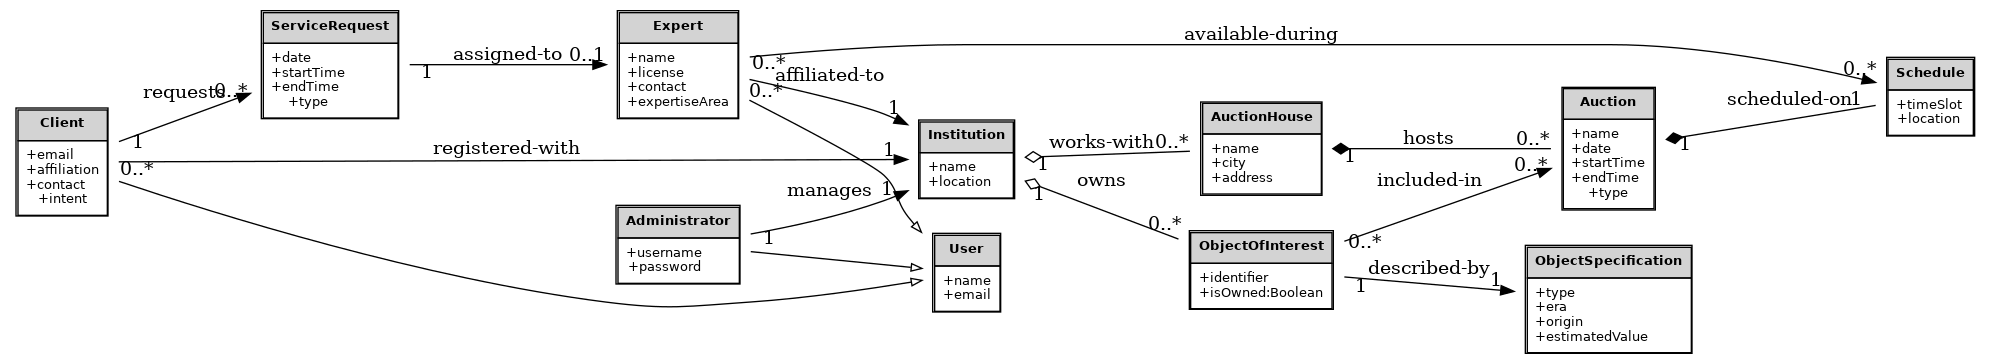 Client
+email
+affiliation
+contact
+intent
requests
1
0..*
ServiceRequest
+date
+startTime
+endTime
+type
assigned-to
1
0..1
Expert
+name
+license
+contact
+expertiseArea
available-during
0..*
0..*
affiliated-to
0..*
1
registered-with
0..*
1
Administrator
+username
+password
manages
1
1
Institution
+name
+location
User
+name
+email
works-with
1
0..*
owns
1
0..*
AuctionHouse
+name
+city
+address
hosts
1
0..*
ObjectOfInterest
+identifier
+isOwned:Boolean
included-in
0..*
0..*
described-by
1
1
Auction
+name
+date
+startTime
+endTime
+type
ObjectSpecification
+type
+era
+origin
+estimatedValue
scheduled-on
1
1
Schedule
+timeSlot
+location